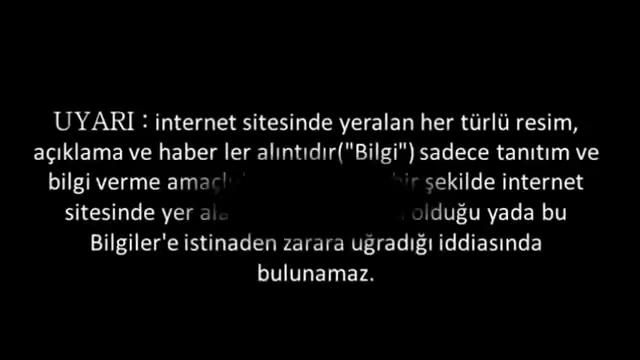 UYARI : internet sitesinde yeralan her türlü resim,
açıklama ve haber ler alıntıdır("Bilgi") sadece tanıtım ve
bilgi verme şekilde internet
sitesinde yer olduğu yada bu
Bilgiler'e istinaden zarara uğradığı iddiasında
bulunamaz.